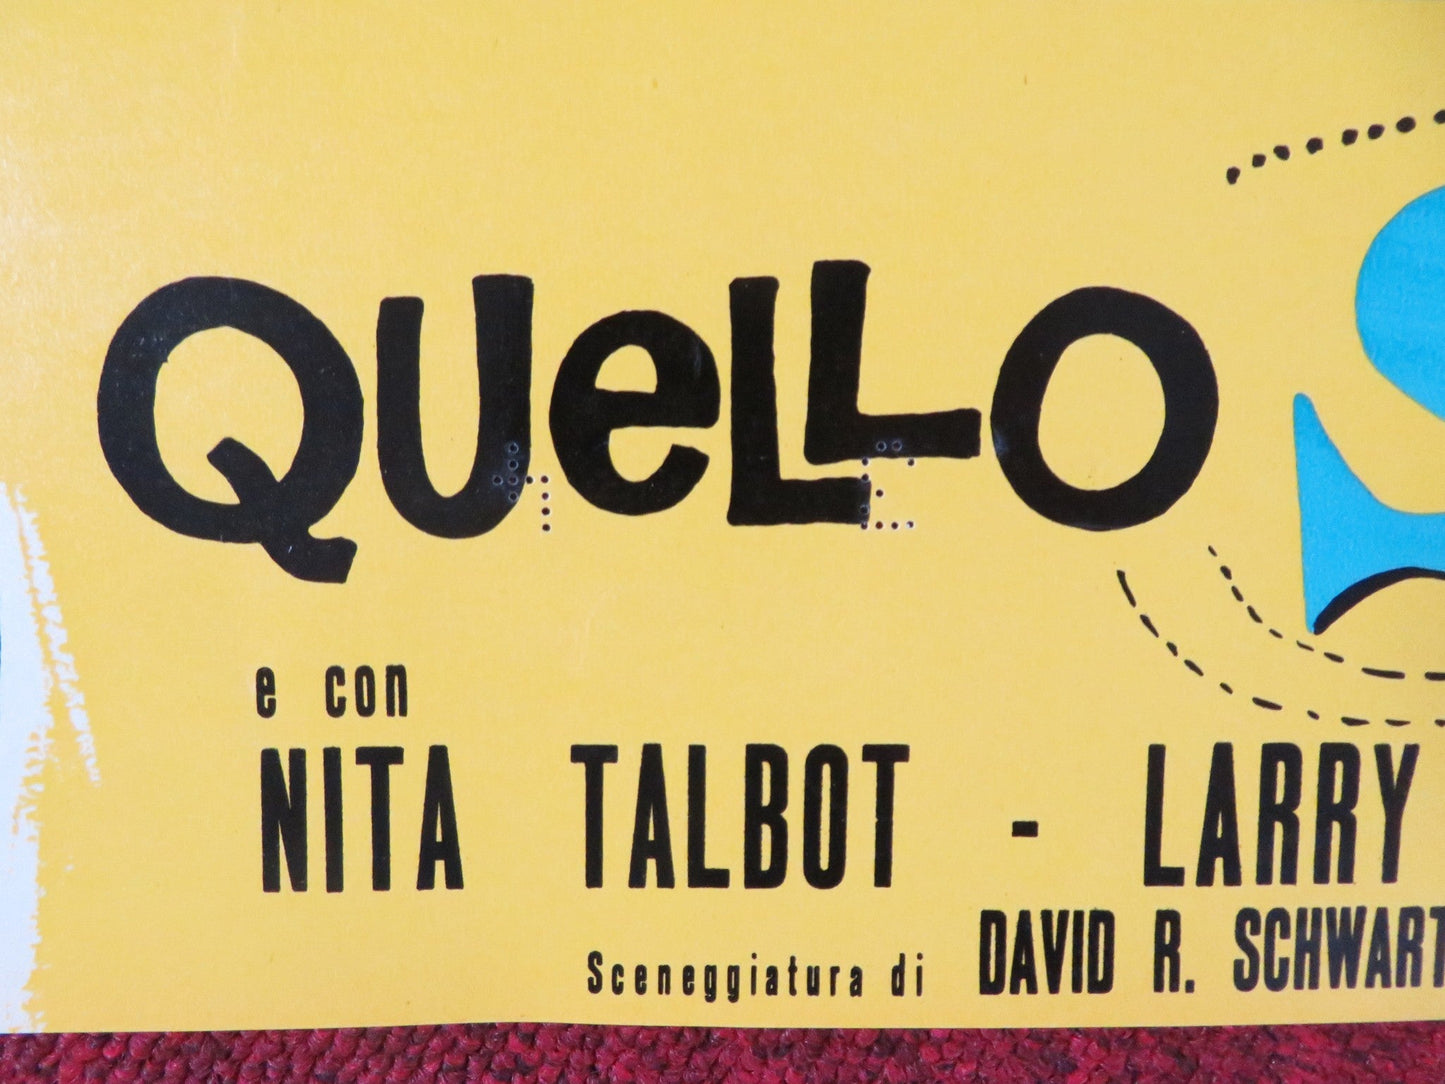 QUeLLO S
e con
NITA TALBOT - LARRY
Sceneggiatura di DAVID R. SCHWART